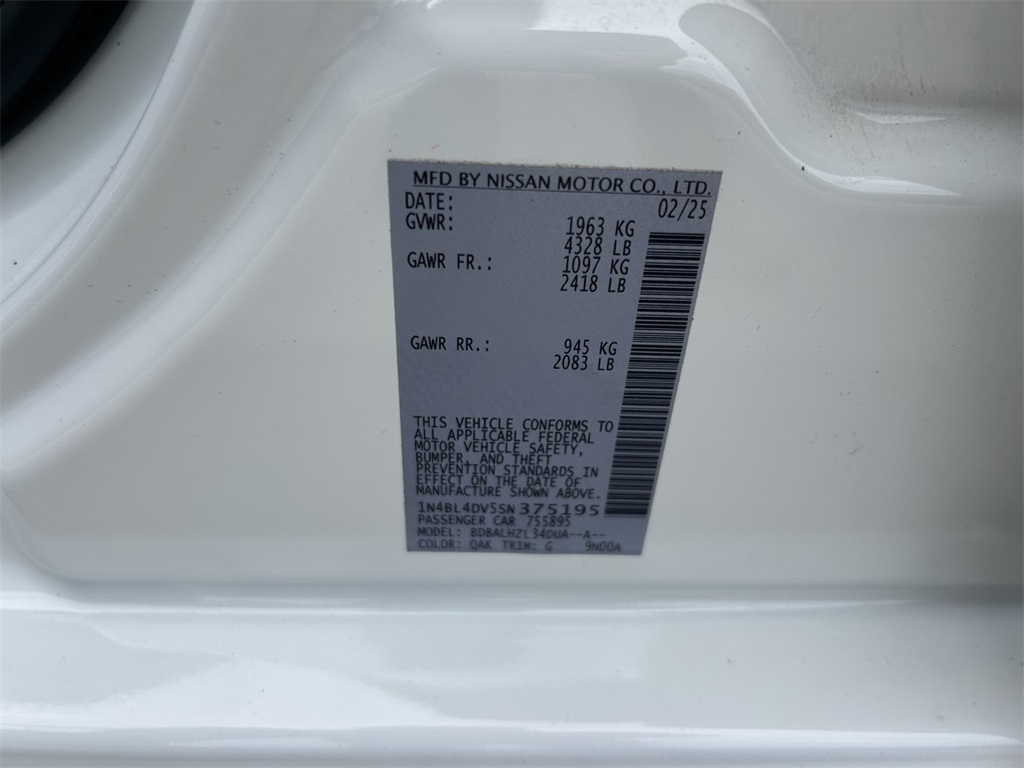 MFD BY NISSAN MOTOR CO., LTD.
DATE: 02/25
GVWR: 1963 KG
4328 LB
GAWR FR.: 1097 KG
2418 LB
GAWR RR.: 945 KG
2083 LB
THIS VEHICLE CONFORMS TO
ALL APPLICABLE FEDERAL
MOTOR VEHICLE SAFETY,
BUMPER, AND THEFT
PREVENTION STANDARDS IN
EFFECT ON THE DATE OF
MANUFACTURE SHOWN ABOVE.
1N4BL4DV5SN375195
PASSENGER CAR 755895
MODEL: BDBALHZL34DUA--A--
COLOR: QAK TRIM: G 9N00A